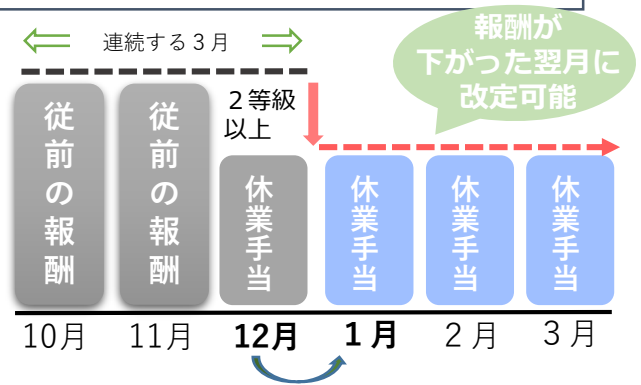 連続する３月
報酬が
下がった翌月に
改定可能
２等級
以上
従前の報酬
従前の報酬
休業手当
休業手当
休業手当
休業手当
10月 11月 12月 １月 ２月 ３月